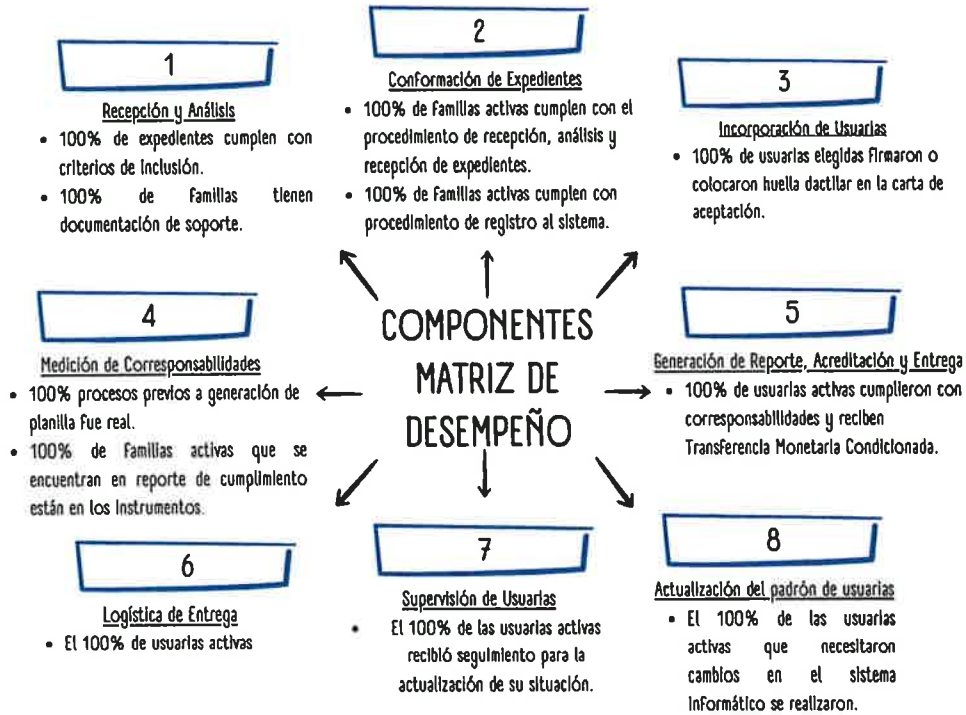 1
Recepción y Análisis
• 100% de expedientes cumplen con
criterios de inclusión.
• 100% de Familias tienen
documentación de soporte.
2
Conformación de Expedientes
• 100% de Familias activas cumplen con el
procedimiento de recepción, análisis y
recepción de expedientes.
• 100% de Familias activas cumplen con
procedimiento de registro al sistema.
3
Incorporación de Usuarias
• 100% de usuarias elegidas Firmaron o
colocaron huella dactilar en la carta de
aceptación.
COMPONENTES
MATRIZ DE
DESEMPEÑO
4
Medición de Corresponsabilidades
• 100% procesos previos a generación de
planilla Fue real.
• 100% de Familias activas que se
encuentran en reporte de cumplimiento
están en los Instrumentos.
5
Generación de Reporte, Acreditación y Entrega
• 100% de usuarias activas cumplieron con
corresponsabilidades y reciben
Transferencia Monetaria Condicionada.
6
Logística de Entrega
• El 100% de usuarias activas
7
Supervisión de Usuarias
• El 100% de las usuarias activas
recibió seguimiento para la
actualización de su situación.
8
Actualización del padrón de usuarias
• El 100% de las usuarias
activas que necesitaron
cambios en el sistema
informático se realizaron.